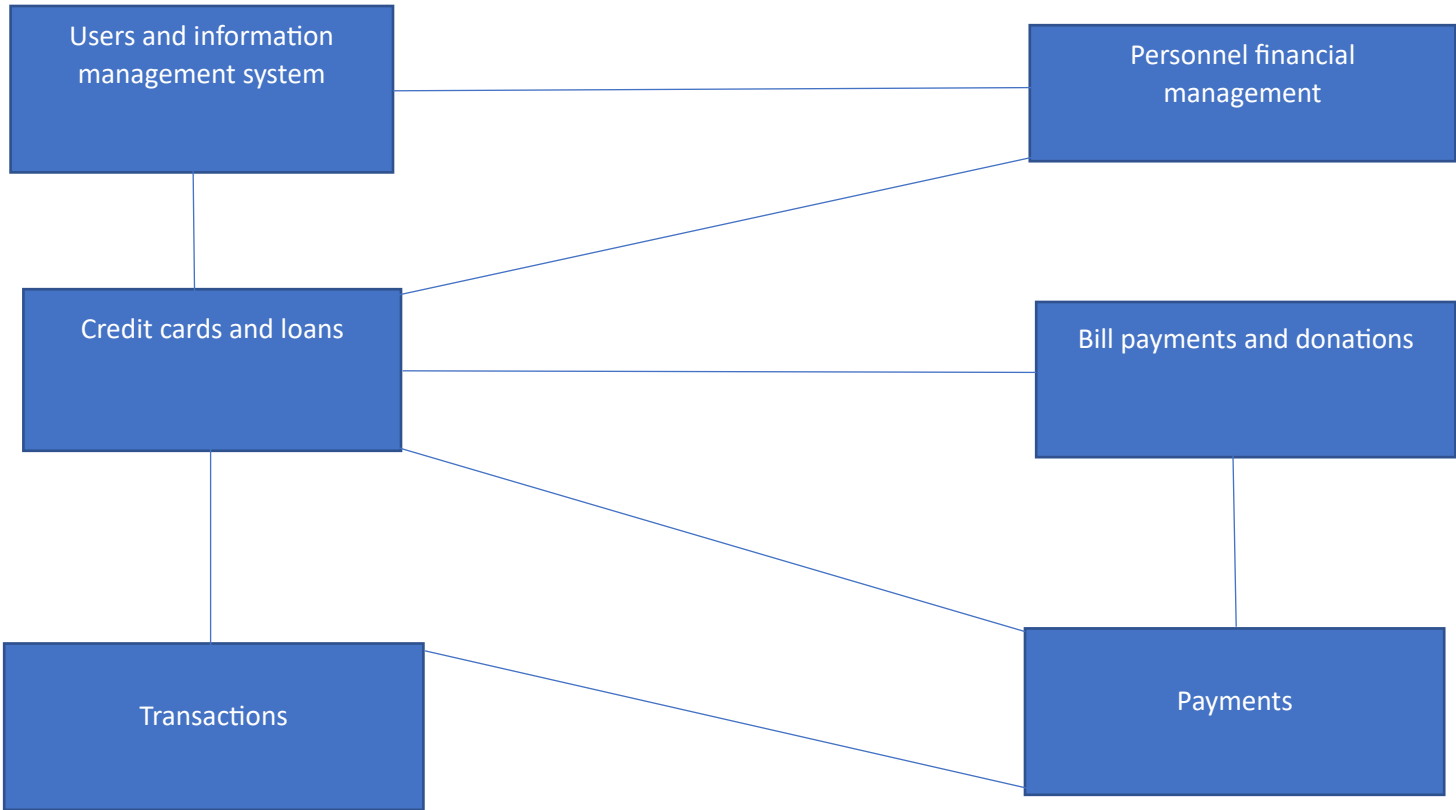 Users and information
management system
Personnel financial
management
Credit cards and loans
Bill payments and donations
Transactions
Payments